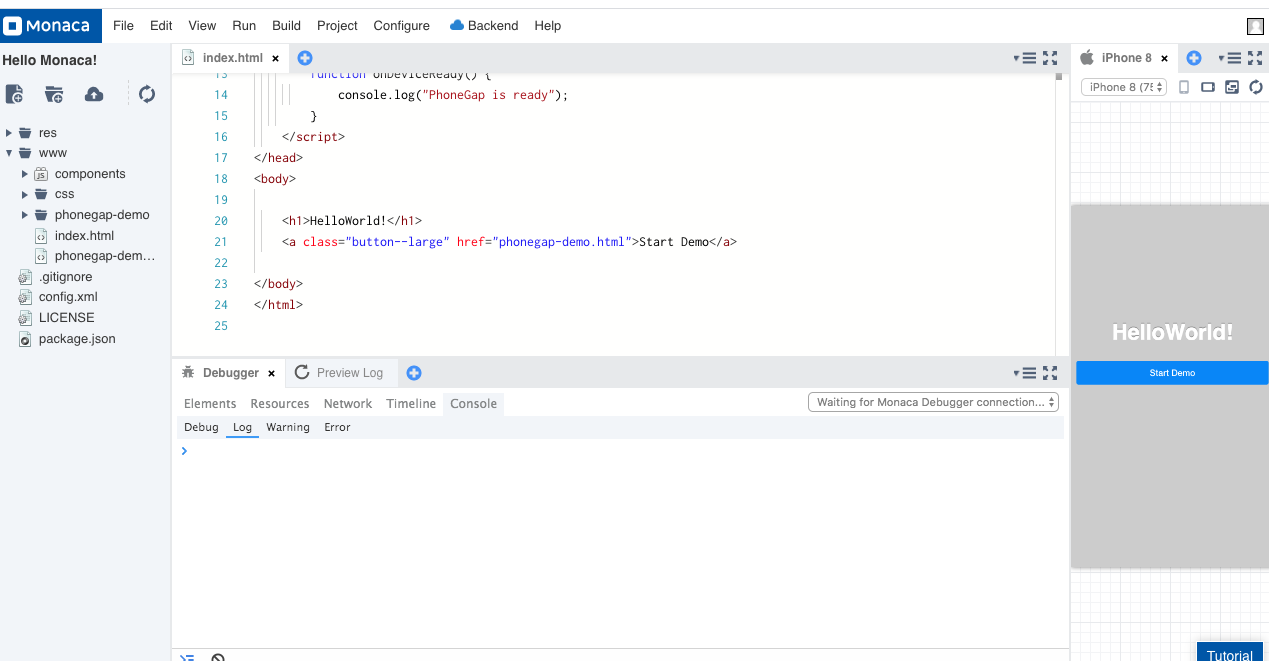 Monaca File Edit View Run Build Project Configure Backend Help
Hello Monaca!
res
www
JS components
css
phonegap-demo
index.html
phonegap-dem...
.gitignore
config.xml
LICENSE
package.json
index.html ×
13 function onDeviceReady() {
14 console.log("PhoneGap is ready");
15 }
16 </script>
17 </head>
18 <body>
19
20 <h1>HelloWorld!</h1>
21 <a class="button--large" href="phonegap-demo.html">Start Demo</a>
22
23 </body>
24 </html>
25
Debugger × Preview Log
Elements Resources Network Timeline Console Waiting for Monaca Debugger connection...
Debug Log Warning Error
iPhone 8 ×
iPhone 8 (75
HelloWorld!
Start Demo
Tutorial